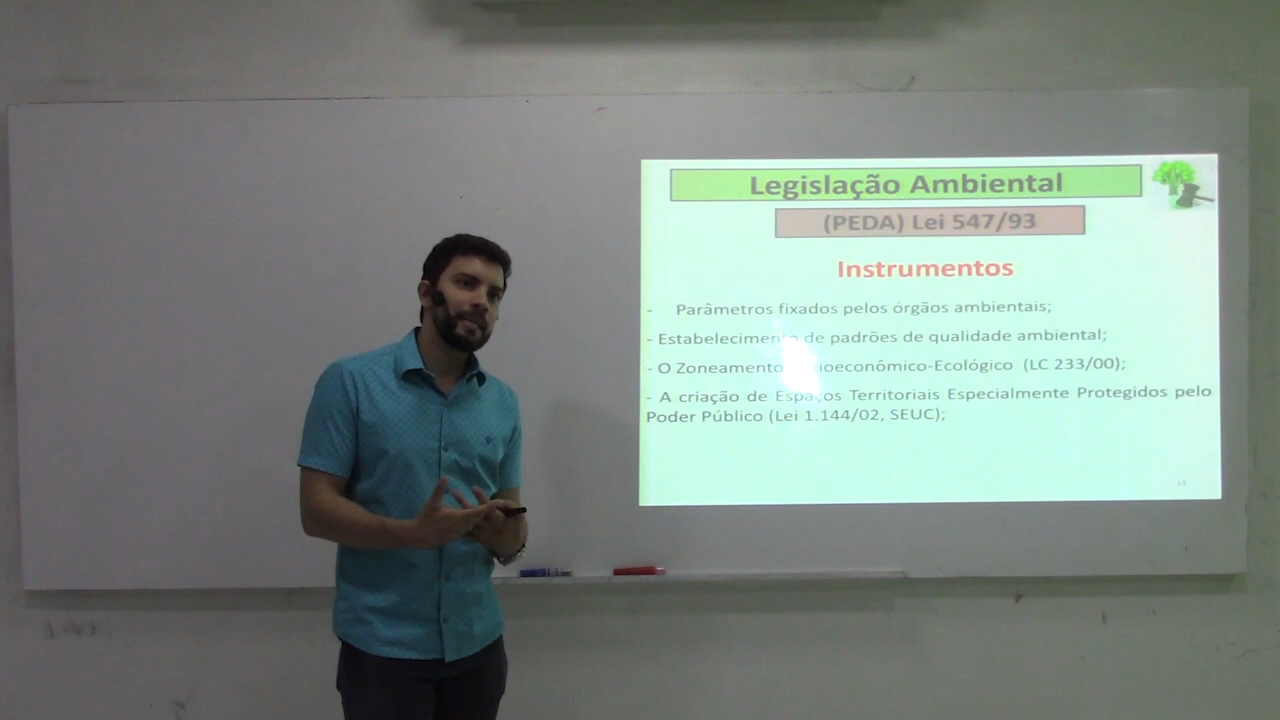 Legislação Ambiental
(PEDA) Lei 547/93
Instrumentos
- Parâmetros fixados pelos órgãos ambientais;
- Estabelecimento de padrões de qualidade ambiental;
- O Zoneamento Socioeconômico-Ecológico (LC 233/00);
- A criação de Espaços Territoriais Especialmente Protegidos pelo
Poder Público (Lei 1.144/02, SEUC);